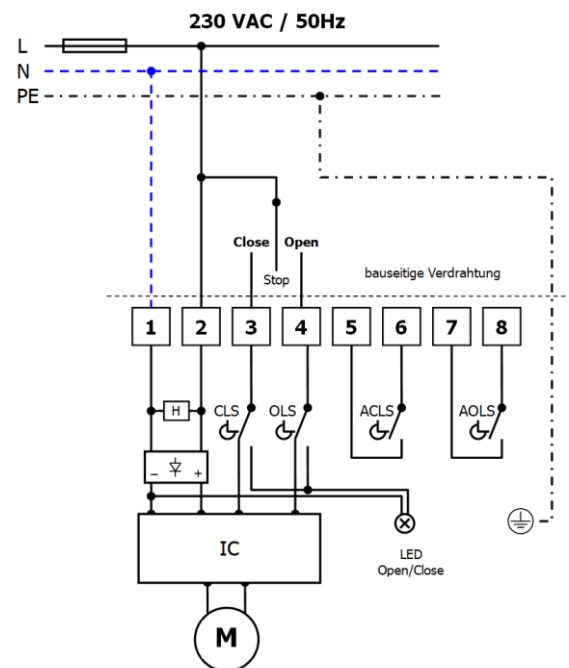 230 VAC / 50Hz
L
N
PE
Close Open
Stop
bauseitige Verdrahtung
1 2 3 4 5 6 7 8
H CLS OLS ACLS AOLS
– +
IC
LED
Open/Close
M